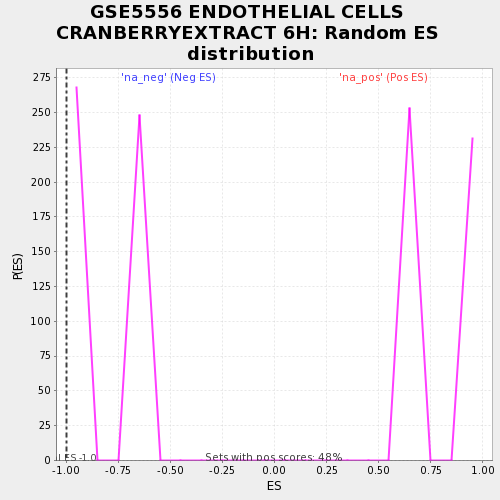 GSE5556 ENDOTHELIAL CELLS
CRANBERRYEXTRACT 6H: Random ES
distribution
'na_neg' (Neg ES)
'na_pos' (Pos ES)
275
250
225
200
175
150
125
100
75
50
25
0
P(ES)
ES -1.0
Sets with pos scores: 48%
-1.00
-0.75
-0.50
-0.25
0.00
0.25
0.50
0.75
1.00
ES